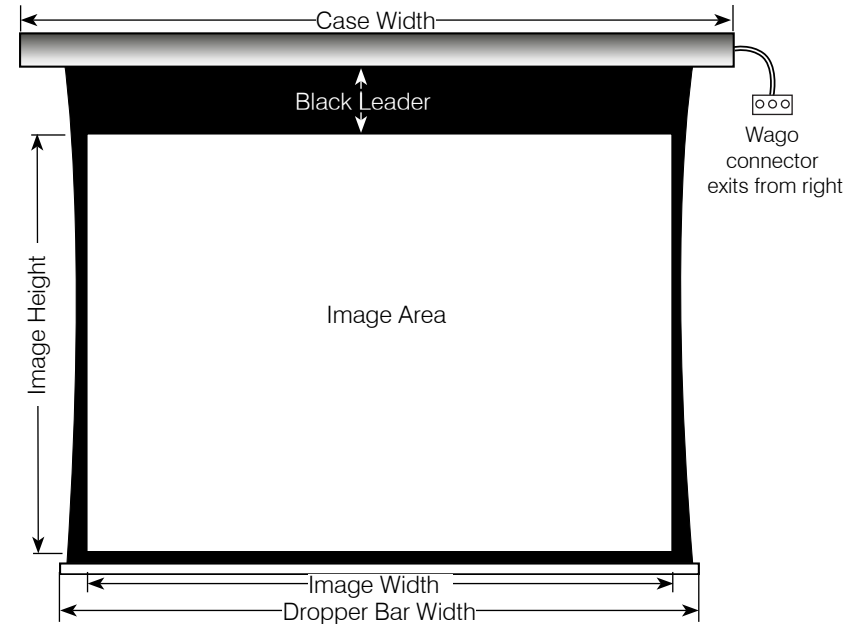 Case Width
Black Leader
Wago
connector
exits from right
Image Height
Image Area
Image Width
Dropper Bar Width